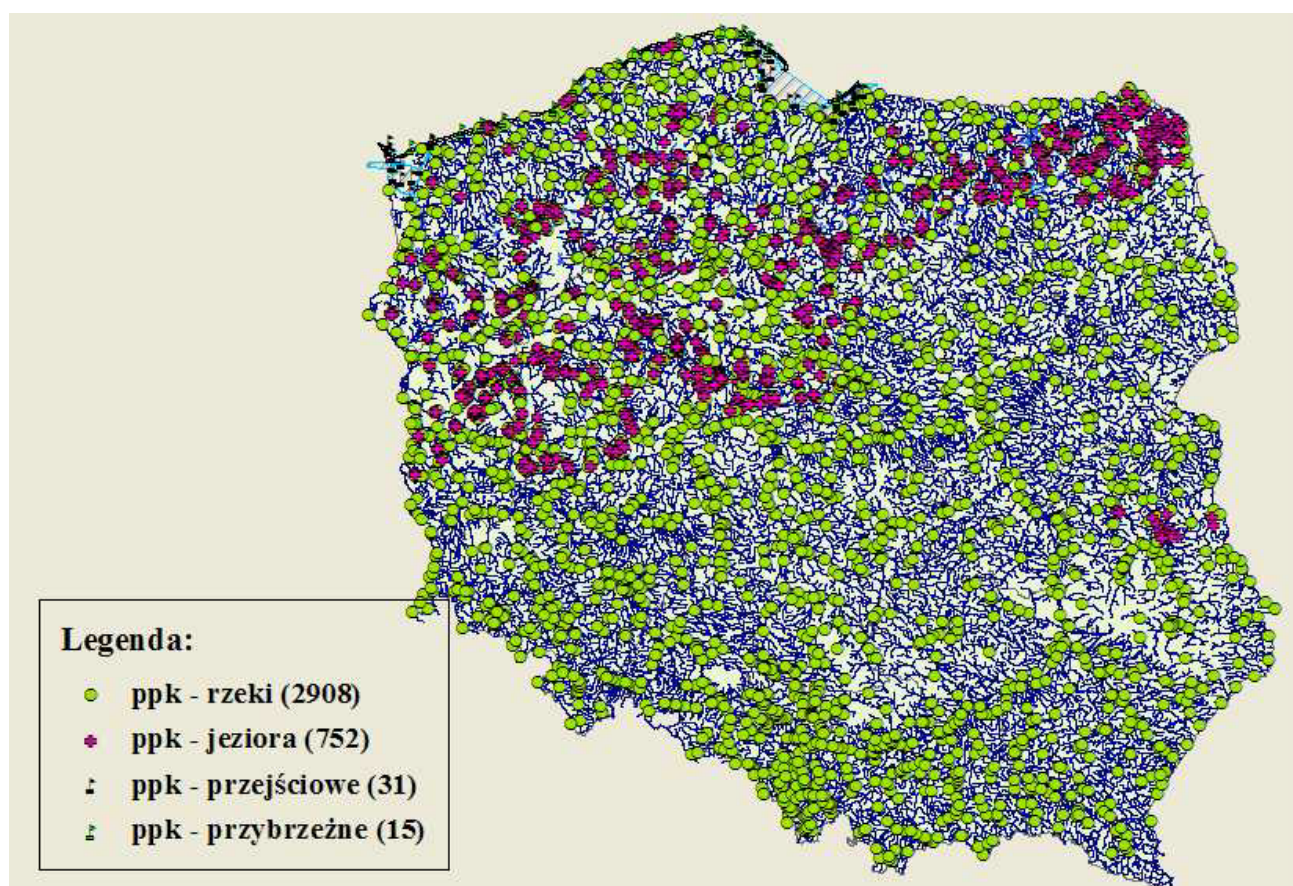 Legenda:
ppk - rzeki (2908)
ppk - jeziora (752)
ppk - przejściowe (31)
ppk - przybrzeżne (15)